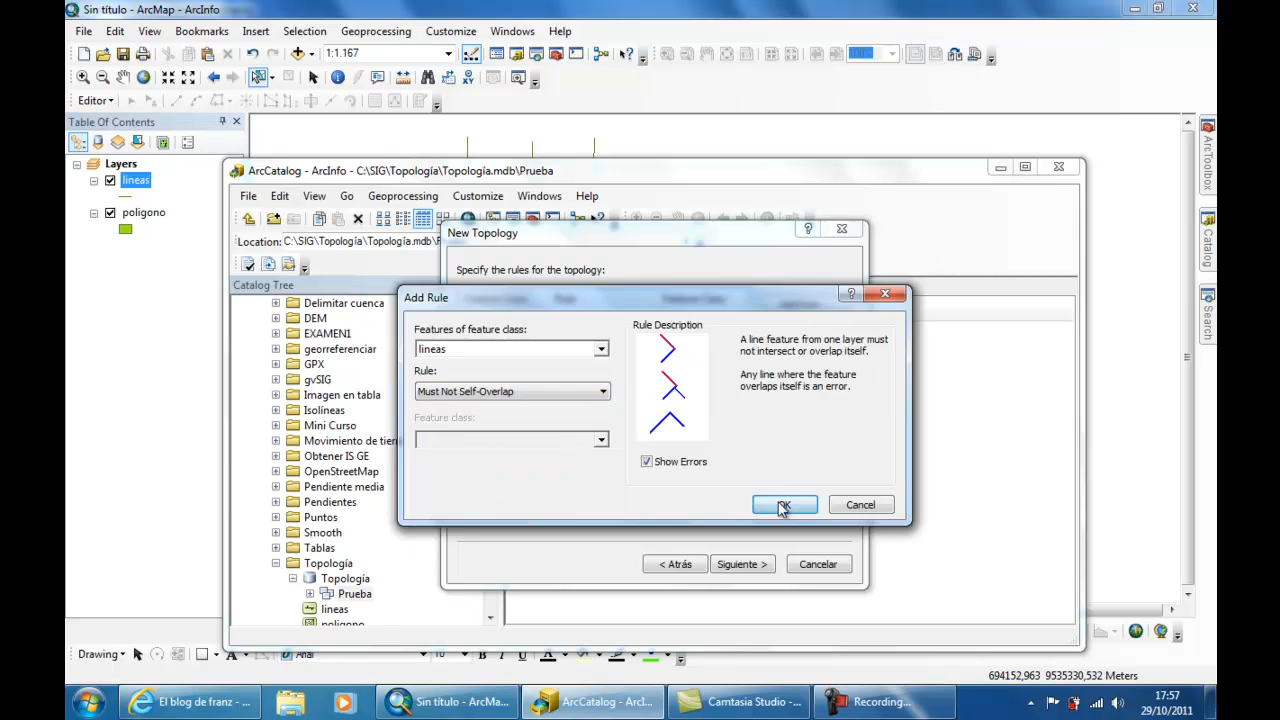 Sin título - ArcMap - ArcInfo
File Edit View Bookmarks Insert Selection Geoprocessing Customize Windows Help
1:1.167
Editor
Table Of Contents
Layers
lineas
poligono
ArcToolbox
Catalog
Search
ArcCatalog - ArcInfo - C:\SIG\Topología\Topología.mdb\Prueba
File Edit View Go Geoprocessing Customize Windows Help
Location: C:\SIG\Topología\Topología.mdb\
Catalog Tree
Delimitar cuenca
DEM
EXAMEN1
georreferenciar
GPX
gvSIG
Imagen en tabla
Isolíneas
Mini Curso
Movimiento de tier
Obtener IS GE
OpenStreetMap
Pendiente media
Pendientes
Puntos
Smooth
Tablas
Topología
Topología
Prueba
lineas
poligono
New Topology
Specify the rules for the topology:
Add Rule
Features of feature class:
lineas
Rule:
Must Not Self-Overlap
Feature class:
Rule Description
A line feature from one layer must
not intersect or overlap itself.
Any line where the feature
overlaps itself is an error.
Show Errors
OK Cancel
< Atrás Siguiente > Cancelar
Drawing A Arial 10 B I U A
694152,963 9535330,532 Meters
El blog de franz - ... Sin título - ArcMa... ArcCatalog - ArcI... Camtasia Studio - ... Recording...
17:57
29/10/2011